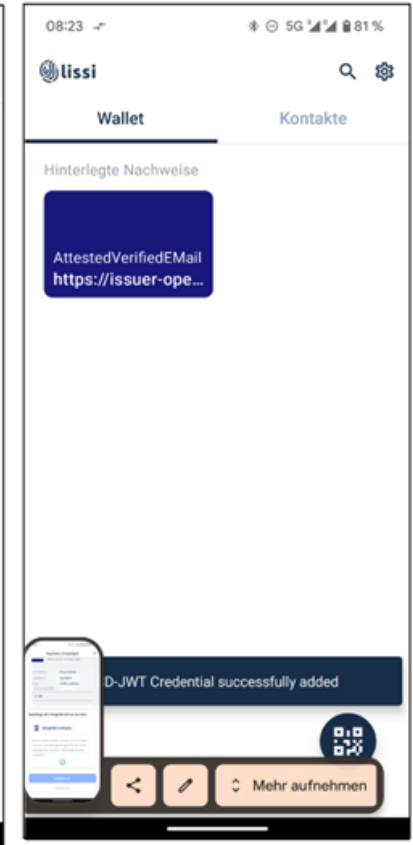 08:23 5G 81 %
lissi
Wallet Kontakte
Hinterlegte Nachweise
AttestedVerifiedEMail
https://issuer-ope...
D-JWT Credential successfully added
Mehr aufnehmen